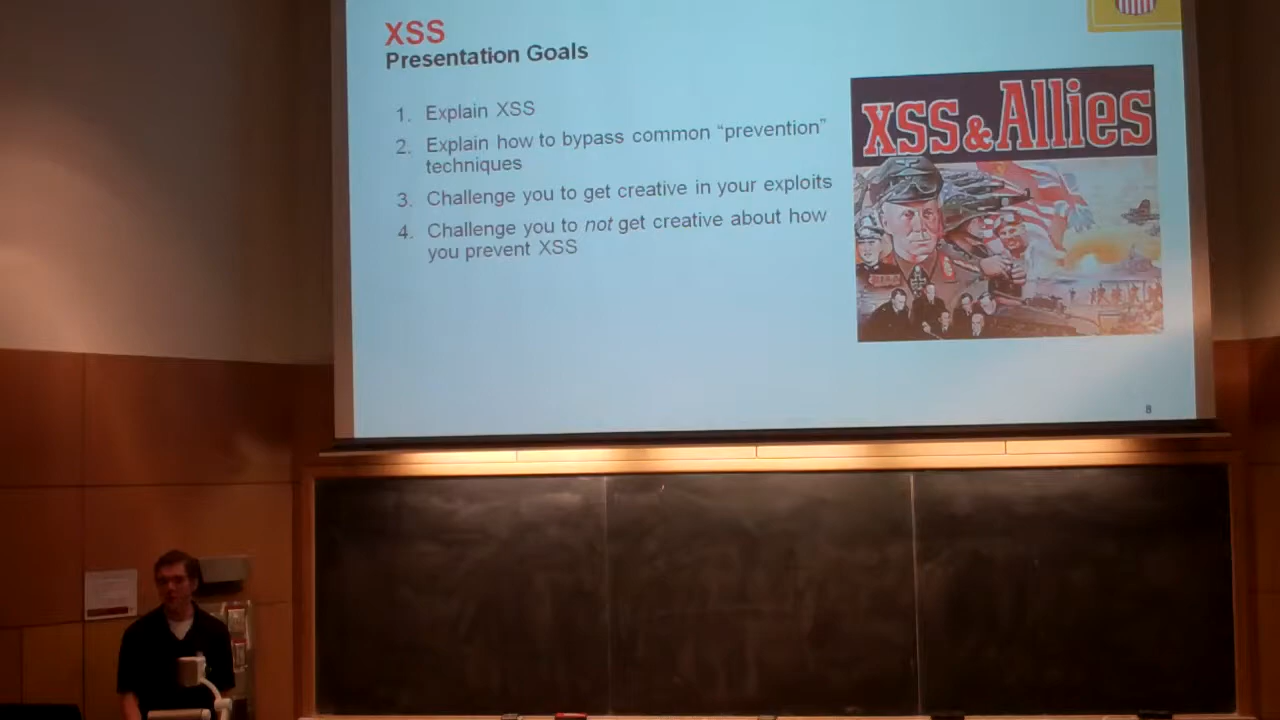 XSS
Presentation Goals
1. Explain XSS
2. Explain how to bypass common “prevention”
techniques
3. Challenge you to get creative in your exploits
4. Challenge you to not get creative about how
you prevent XSS
XSS & Allies
8